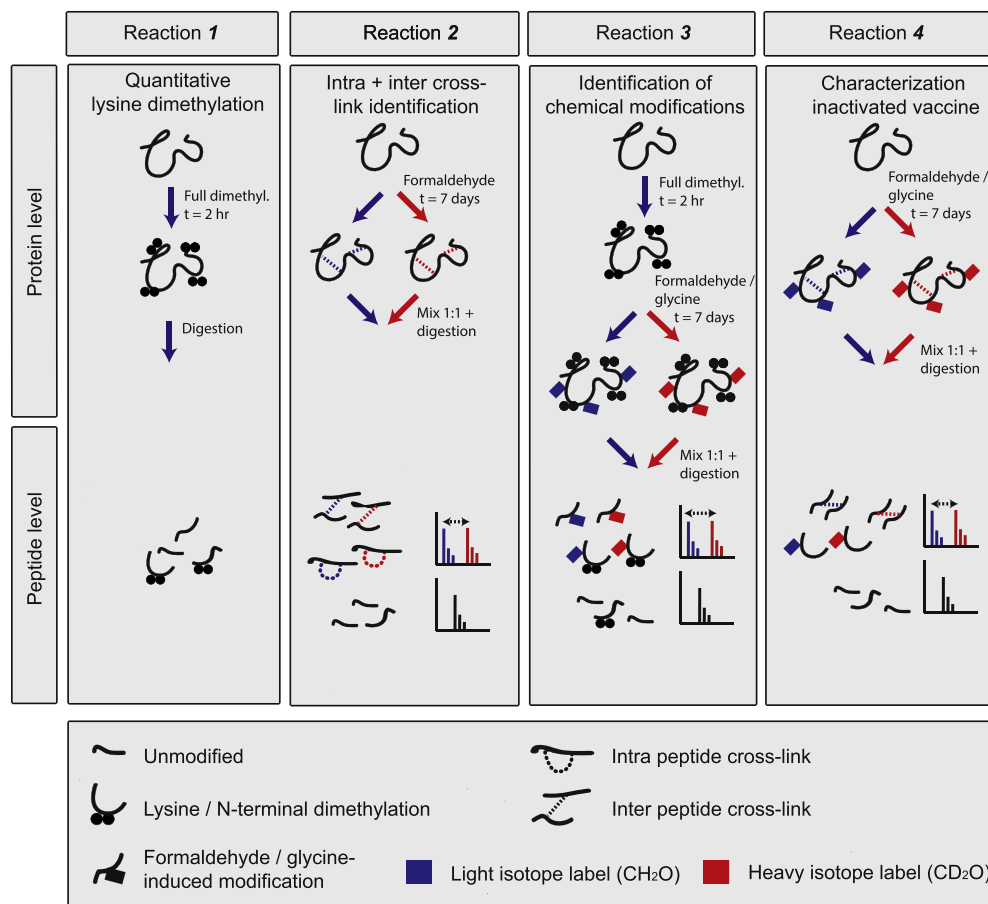 Reaction 1
Reaction 2
Reaction 3
Reaction 4
Protein level
Peptide level
Quantitative
lysine dimethylation
Full dimethyl.
t = 2 hr
Digestion
Intra + inter cross-
link identification
Formaldehyde
t = 7 days
Mix 1:1 +
digestion
Identification of
chemical modifications
Full dimethyl.
t = 2 hr
Formaldehyde /
glycine
t = 7 days
Mix 1:1 +
digestion
Characterization
inactivated vaccine
Formaldehyde /
glycine
t = 7 days
Mix 1:1 +
digestion
Unmodified
Lysine / N-terminal dimethylation
Formaldehyde / glycine-
induced modification
Intra peptide cross-link
Inter peptide cross-link
Light isotope label (CH₂O)
Heavy isotope label (CD₂O)